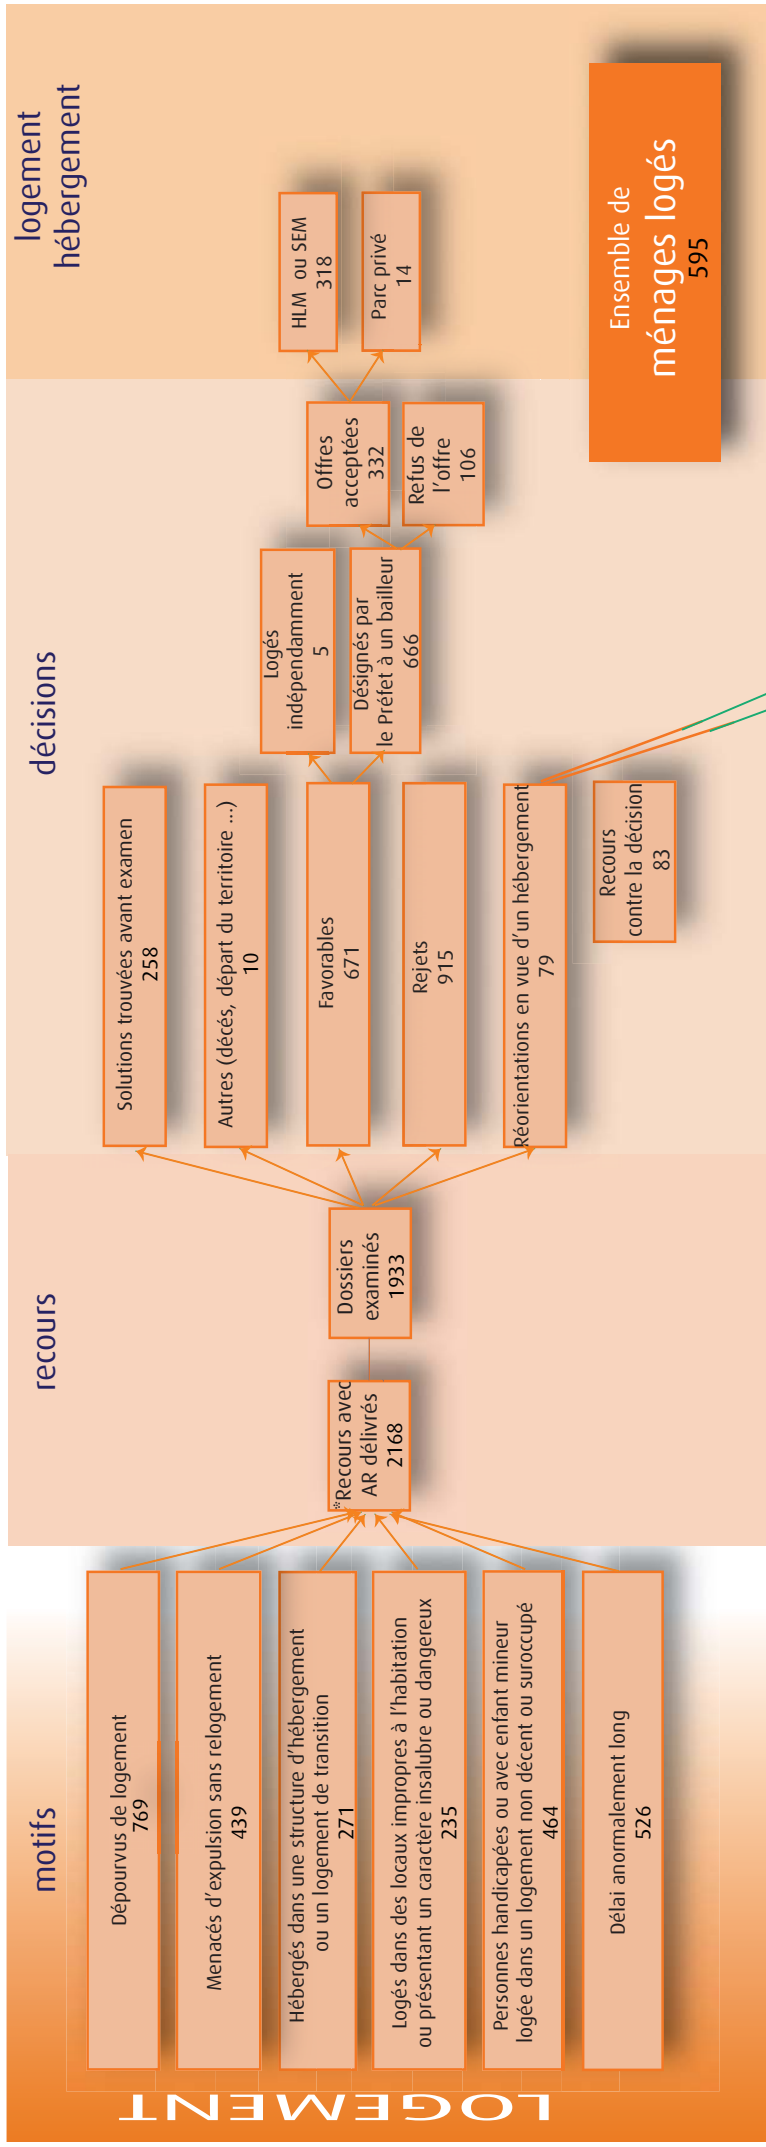 LOGEMENT
motifs
Dépourvus de logement
769
Menacés d'expulsion sans relogement
439
Hébergés dans une structure d'hébergement
ou un logement de transition
271
Logés dans des locaux impropres à l'habitation
ou présentant un caractère insalubre ou dangereux
235
Personnes handicapées ou avec enfant mineur
logée dans un logement non décent ou suroccupé
464
Délai anormalement long
526
recours
*Recours avec
AR délivrés
2168
Dossiers
examinés
1933
décisions
Solutions trouvées avant examen
258
Autres (décés, départ du territoire ...)
10
Favorables
671
Rejets
915
Réorientations en vue d'un hébergement
79
Recours
contre la décision
83
Logés
indépendamment
5
Désignés par
le Préfet à un bailleur
666
Offres
acceptées
332
Refus de
l'offre
106
logement
hébergement
HLM ou SEM
318
Parc privé
14
Ensemble de
ménages logés
595